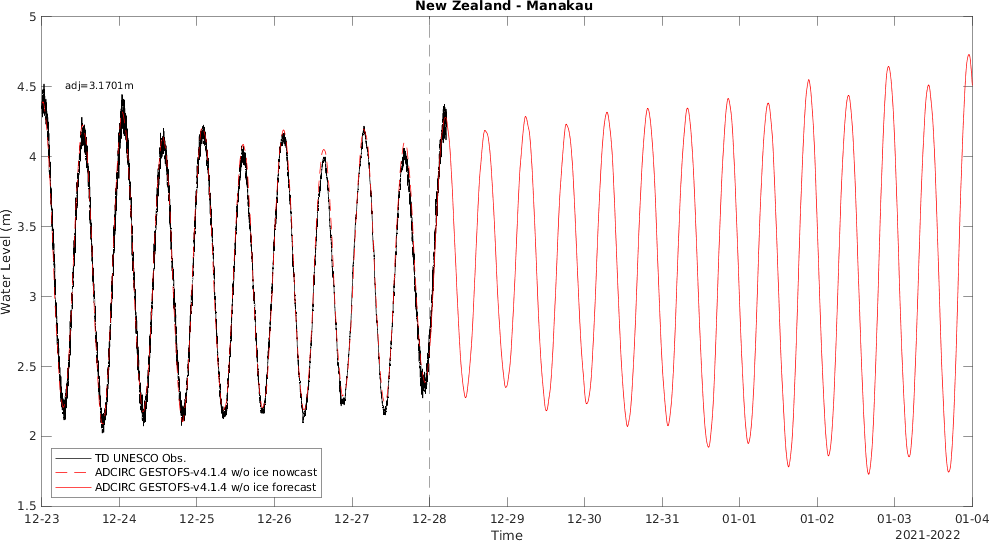 New Zealand - Manakau
adj=3.1701m
Water Level (m)
5
4.5
4
3.5
3
2.5
2
1.5
TD UNESCO Obs.
ADCIRC GESTOFS-v4.1.4 w/o ice nowcast
ADCIRC GESTOFS-v4.1.4 w/o ice forecast
12-23 12-24 12-25 12-26 12-27 12-28 12-29 12-30 12-31 01-01 01-02 01-03 01-04
Time
2021-2022